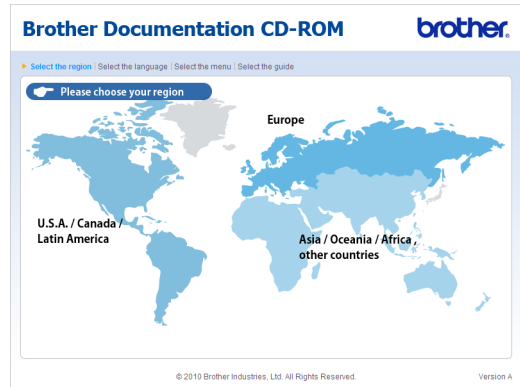 Brother Documentation CD-ROM
brother.
Select the region | Select the language | Select the menu | Select the guide
Please choose your region
Europe
U.S.A. / Canada /
Latin America
Asia / Oceania / Africa ,
other countries
© 2010 Brother Industries, Ltd. All Rights Reserved.
Version A